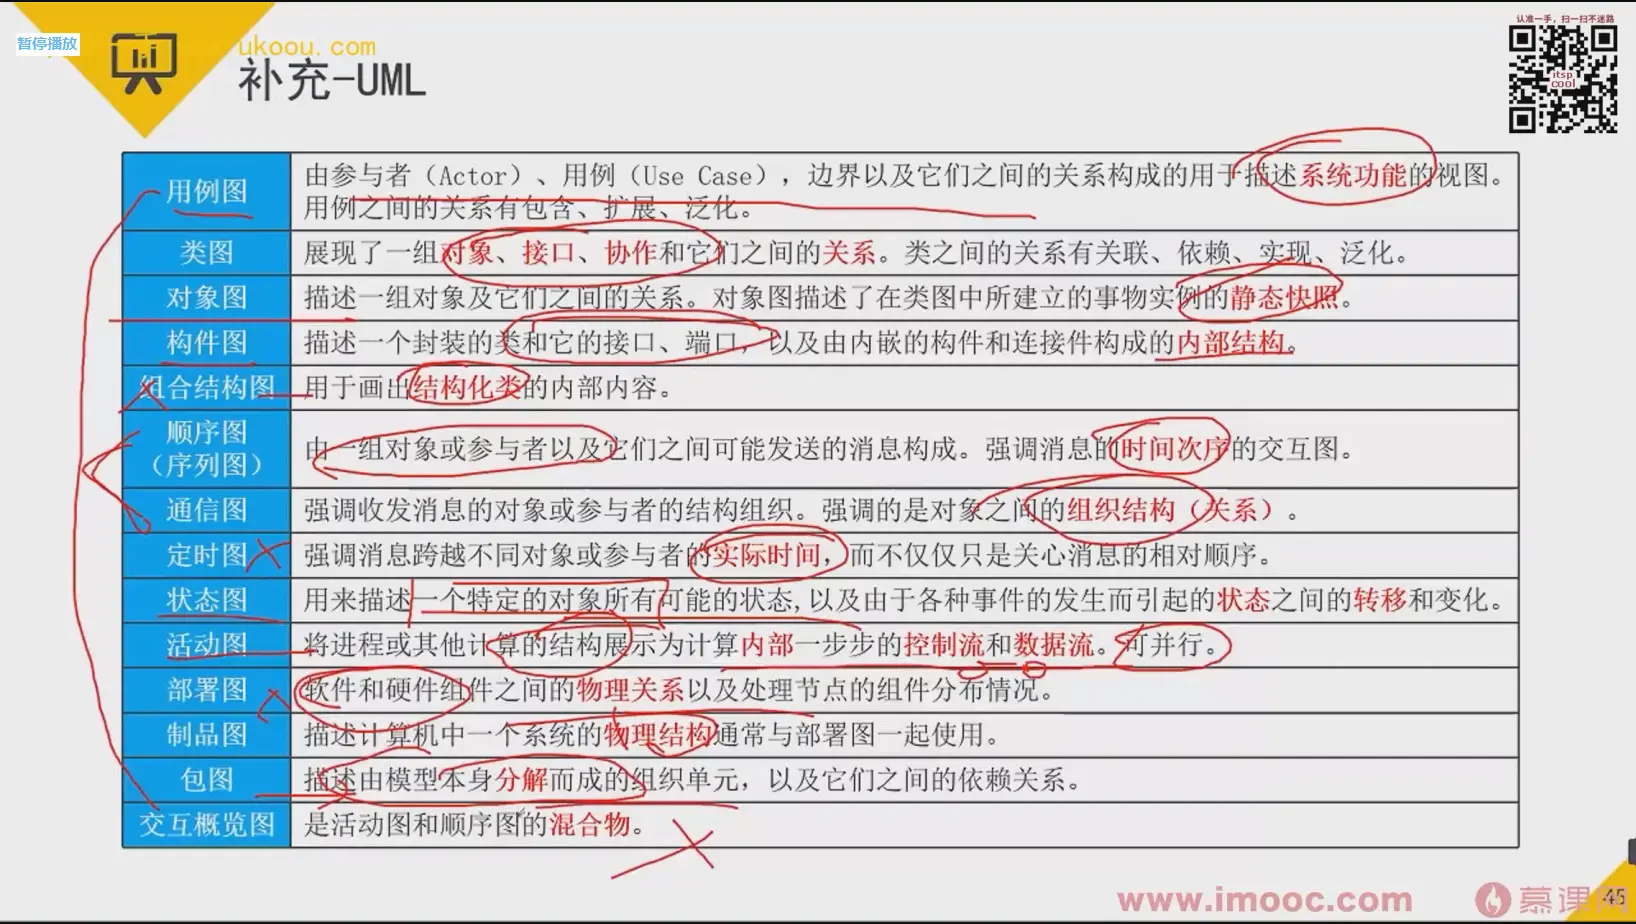 认准一手，扫一扫不迷路
暂停播放
ukoou.com
补充-UML
itsp
cool
用例图
由参与者（Actor）、用例（Use Case），边界以及它们之间的关系构成的用于描述系统功能的视图。
用例之间的关系有包含、扩展、泛化。
类图
展现了一组对象、接口、协作和它们之间的关系。类之间的关系有关联、依赖、实现、泛化。
对象图
描述一组对象及它们之间的关系。对象图描述了在类图中所建立的事物实例的静态快照。
构件图
描述一个封装的类和它的接口、端口，以及由内嵌的构件和连接件构成的内部结构。
组合结构图
用于画出结构化类的内部内容。
顺序图
（序列图）
由一组对象或参与者以及它们之间可能发送的消息构成。强调消息的时间次序的交互图。
通信图
强调收发消息的对象或参与者的结构组织。强调的是对象之间的组织结构（关系）。
定时图
强调消息跨越不同对象或参与者的实际时间，而不仅仅只是关心消息的相对顺序。
状态图
用来描述一个特定的对象所有可能的状态,以及由于各种事件的发生而引起的状态之间的转移和变化。
活动图
将进程或其他计算的结构展示为计算内部一步步的控制流和数据流。可并行。
部署图
软件和硬件组件之间的物理关系以及处理节点的组件分布情况。
制品图
描述计算机中一个系统的物理结构通常与部署图一起使用。
包图
描述由模型本身分解而成的组织单元，以及它们之间的依赖关系。
交互概览图
是活动图和顺序图的混合物。
www.imooc.com
慕课网
45